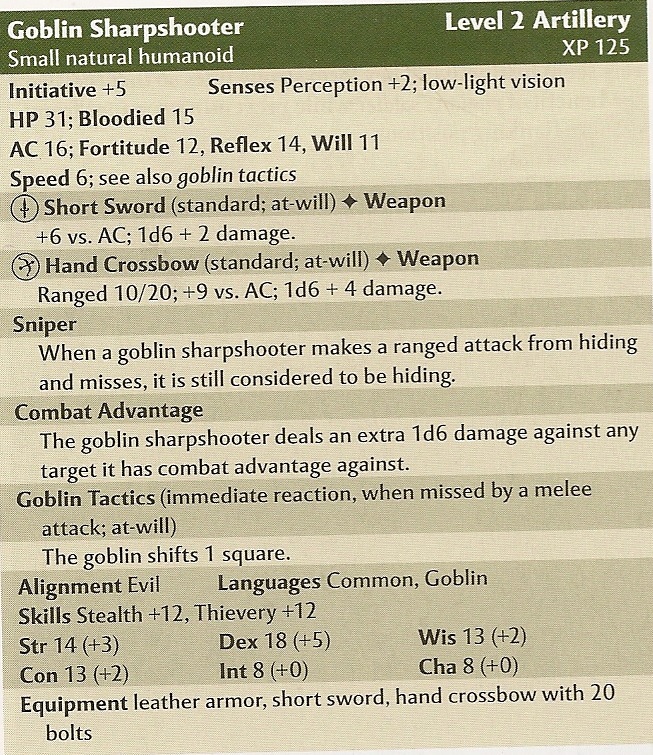 Goblin Sharpshooter Level 2 Artillery
Small natural humanoid XP 125
Initiative +5 Senses Perception +2; low-light vision
HP 31; Bloodied 15
AC 16; Fortitude 12, Reflex 14, Will 11
Speed 6; see also goblin tactics
Short Sword (standard; at-will) ✦ Weapon
+6 vs. AC; 1d6 + 2 damage.
Hand Crossbow (standard; at-will) ✦ Weapon
Ranged 10/20; +9 vs. AC; 1d6 + 4 damage.
Sniper
When a goblin sharpshooter makes a ranged attack from hiding
and misses, it is still considered to be hiding.
Combat Advantage
The goblin sharpshooter deals an extra 1d6 damage against any
target it has combat advantage against.
Goblin Tactics (immediate reaction, when missed by a melee
attack; at-will)
The goblin shifts 1 square.
Alignment Evil Languages Common, Goblin
Skills Stealth +12, Thievery +12
Str 14 (+3) Dex 18 (+5) Wis 13 (+2)
Con 13 (+2) Int 8 (+0) Cha 8 (+0)
Equipment leather armor, short sword, hand crossbow with 20
bolts